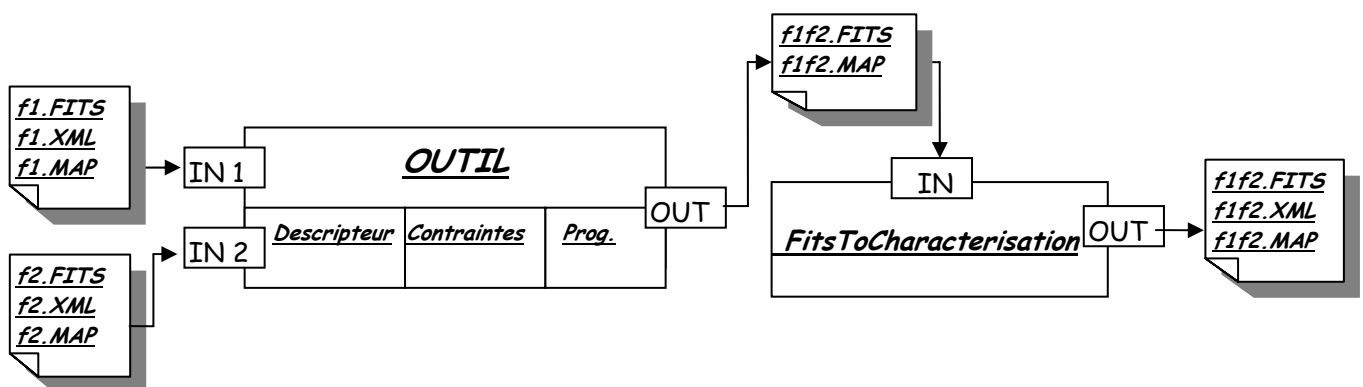 f1.FITS
f1.XML
f1.MAP
f2.FITS
f2.XML
f2.MAP
IN 1
IN 2
OUTIL
Descripteur
Contraintes
Prog.
OUT
f1f2.FITS
f1f2.MAP
IN
FitsToCharacterisation
OUT
f1f2.FITS
f1f2.XML
f1f2.MAP